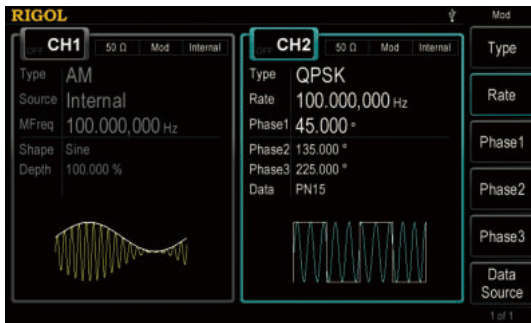 RIGOL
Mod
OFF CH1 50 Ω Mod Internal
Type AM
Source Internal
MFreq 100.000,000 Hz
Shape Sine
Depth 100.000 %
OFF CH2 50 Ω Mod Internal
Type QPSK
Rate 100.000,000 Hz
Phase1 45.000 °
Phase2 135.000 °
Phase3 225.000 °
Data PN15
Type
Rate
Phase1
Phase2
Phase3
Data
Source
1 of 1